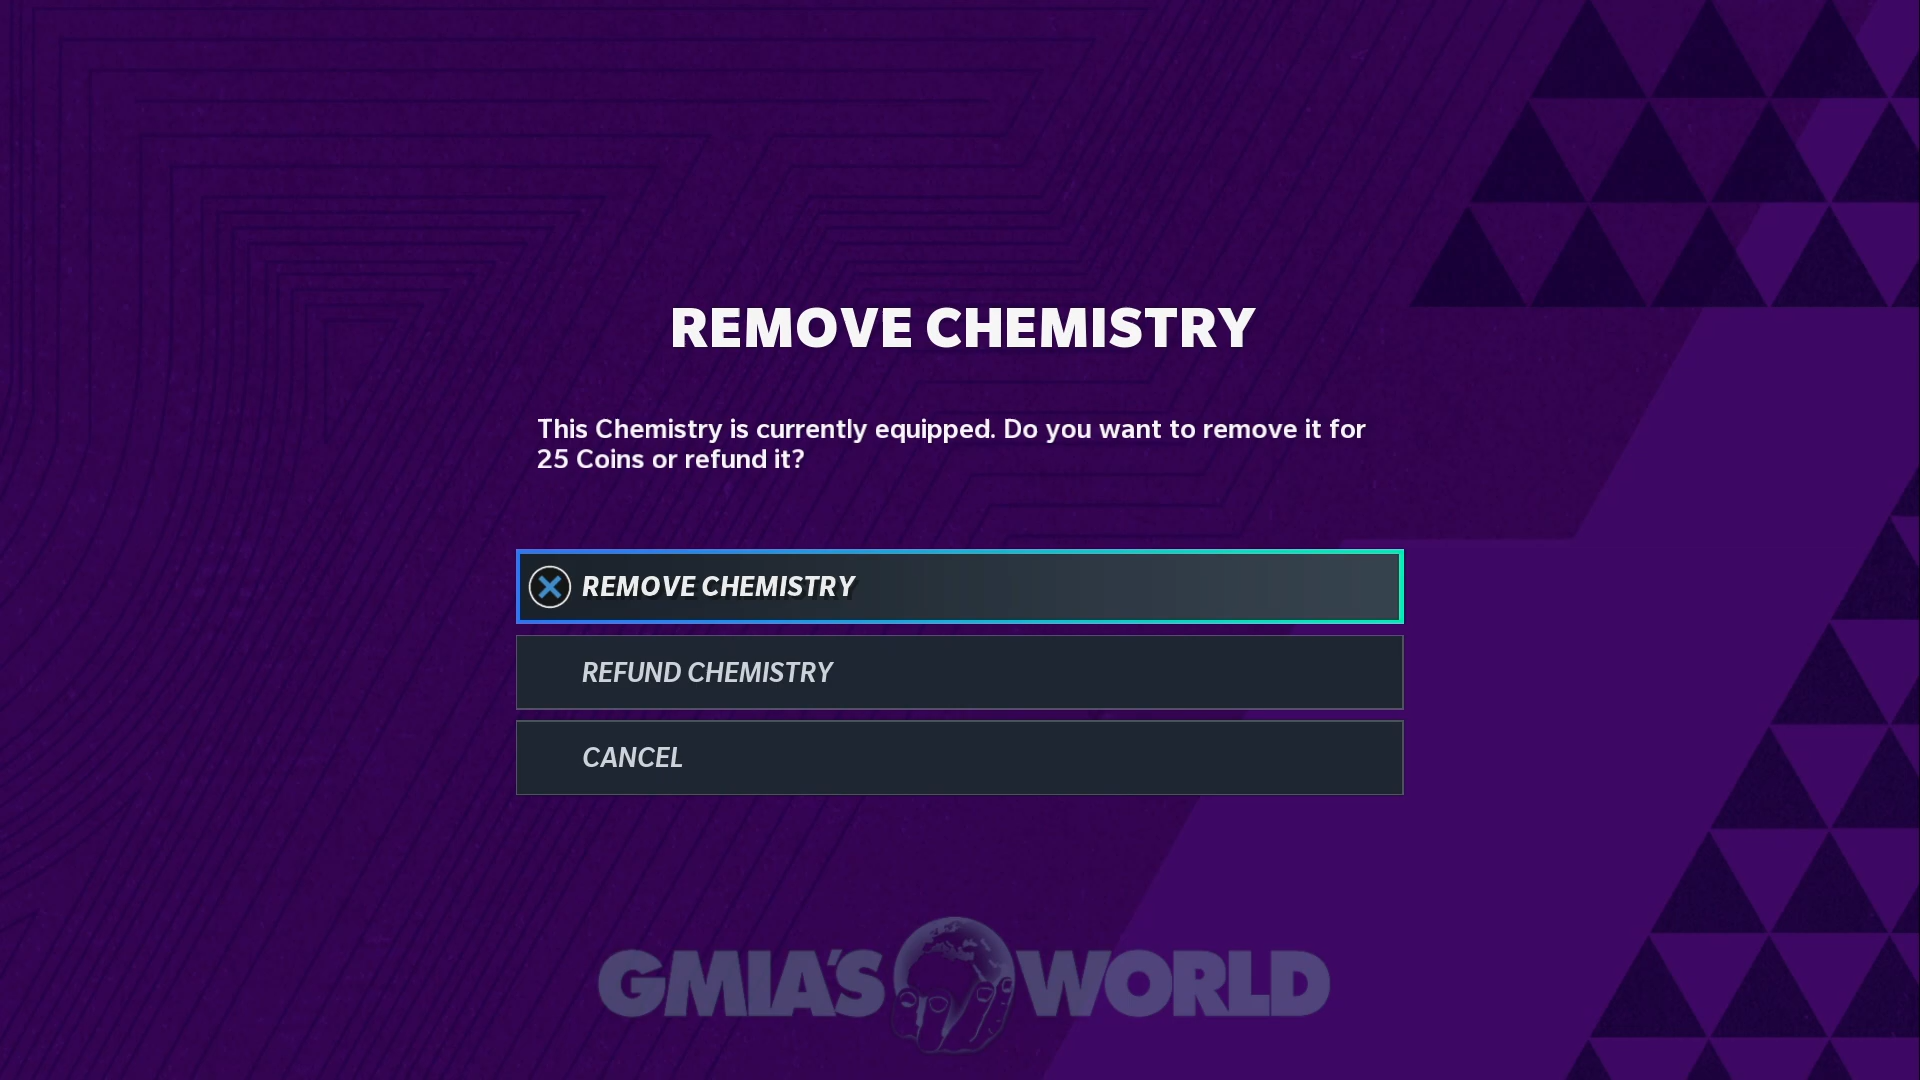 REMOVE CHEMISTRY
This Chemistry is currently equipped. Do you want to remove it for
25 Coins or refund it?
REMOVE CHEMISTRY
REFUND CHEMISTRY
CANCEL
GMIA'S WORLD